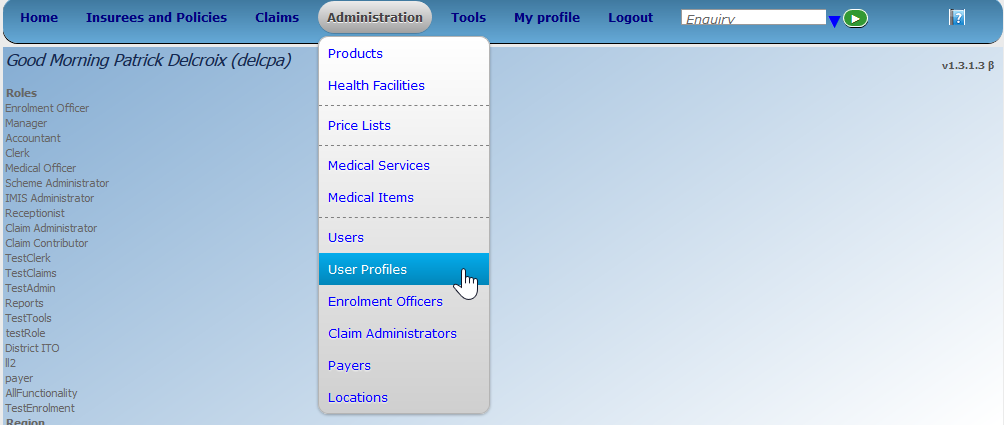 Home Insurees and Policies Claims Administration Tools My profile Logout Enquiry ?
Good Morning Patrick Delcroix (delcpa)
v1.3.1.3 β
Roles
Enrolment Officer
Manager
Accountant
Clerk
Medical Officer
Scheme Administrator
IMIS Administrator
Receptionist
Claim Administrator
Claim Contributor
TestClerk
TestClaims
TestAdmin
Reports
TestTools
testRole
District ITO
ll2
payer
AllFunctionality
TestEnrolment
Region
Products
Health Facilities
Price Lists
Medical Services
Medical Items
Users
User Profiles
Enrolment Officers
Claim Administrators
Payers
Locations